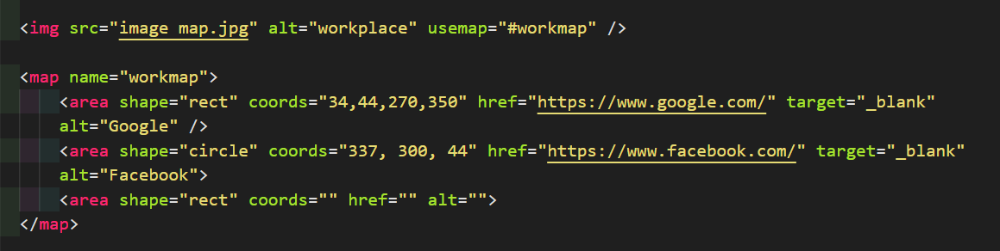 <img src="image map.jpg" alt="workplace" usemap="#workmap" />
<map name="workmap">
<area shape="rect" coords="34,44,270,350" href="https://www.google.com/" target="_blank"
alt="Google" />
<area shape="circle" coords="337, 300, 44" href="https://www.facebook.com/" target="_blank"
alt="Facebook">
<area shape="rect" coords="" href="" alt="">
</map>